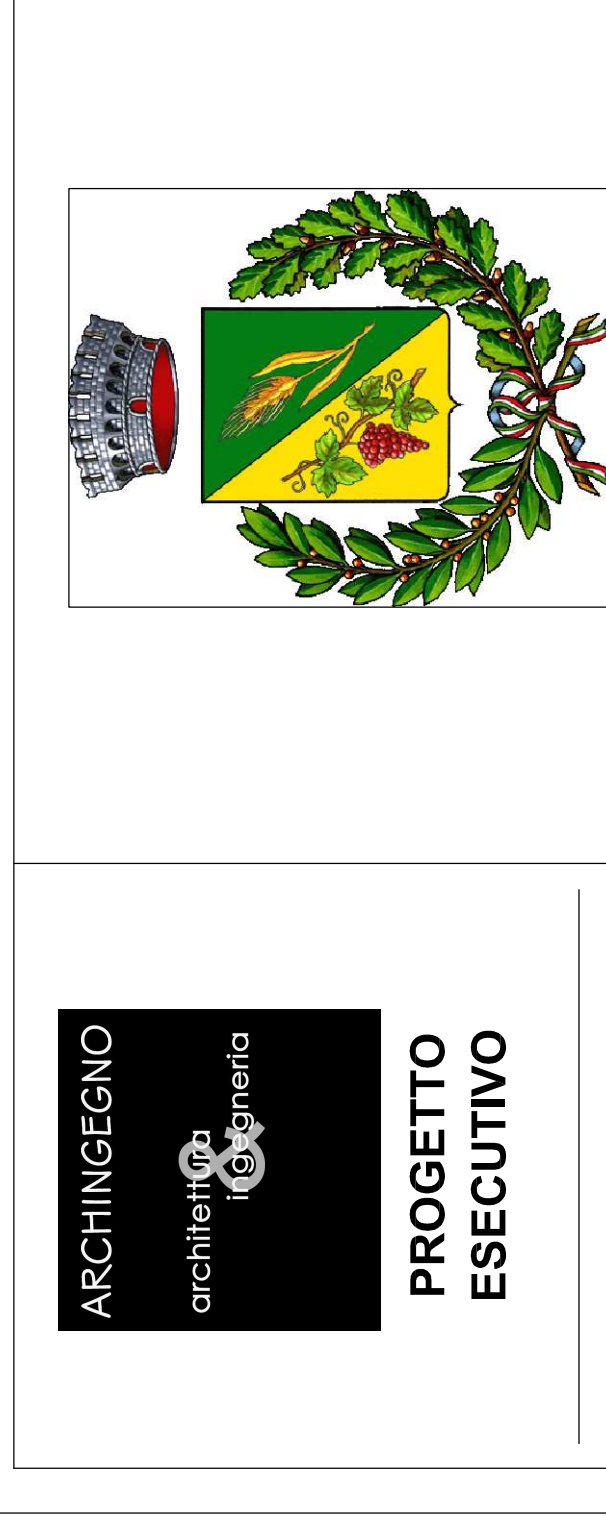 ARCHINGEGNO
architettura
&
ingegneria
PROGETTO
ESECUTIVO